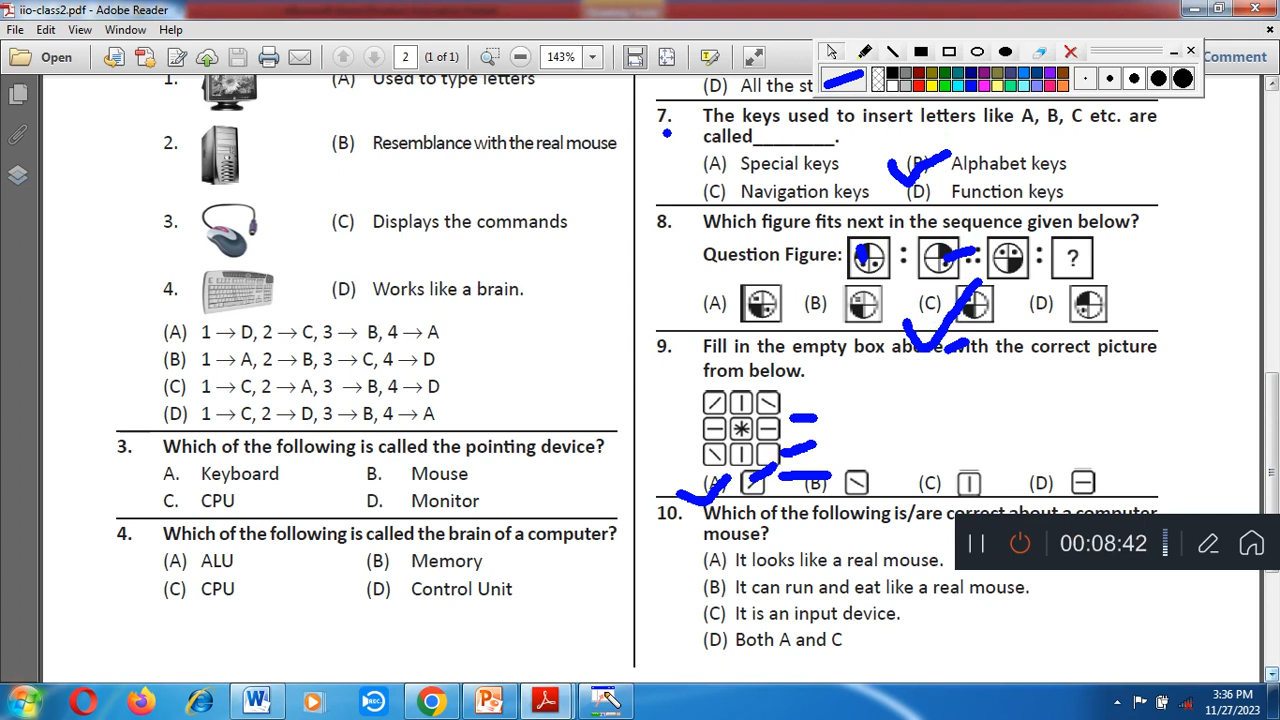 iio-class2.pdf - Adobe Reader
File Edit View Window Help
Open 2 (1 of 1) 143% Comment
1. (A) Used to type letters
2. (B) Resemblance with the real mouse
3. (C) Displays the commands
4. (D) Works like a brain.
(A) 1 → D, 2 → C, 3 → B, 4 → A
(B) 1 → A, 2 → B, 3 → C, 4 → D
(C) 1 → C, 2 → A, 3 → B, 4 → D
(D) 1 → C, 2 → D, 3 → B, 4 → A
3. Which of the following is called the pointing device?
A. Keyboard B. Mouse
C. CPU D. Monitor
4. Which of the following is called the brain of a computer?
(A) ALU (B) Memory
(C) CPU (D) Control Unit
(D) All the st
7. The keys used to insert letters like A, B, C etc. are
called________.
(A) Special keys (B) Alphabet keys
(C) Navigation keys (D) Function keys
8. Which figure fits next in the sequence given below?
Question Figure: : :: : ?
(A) (B) (C) (D)
9. Fill in the empty box above with the correct picture
from below.
(A) (B) (C) (D)
10. Which of the following is/are correct about a computer
mouse?
(A) It looks like a real mouse.
(B) It can run and eat like a real mouse.
(C) It is an input device.
(D) Both A and C
00:08:42
REC
3:36 PM
11/27/2023